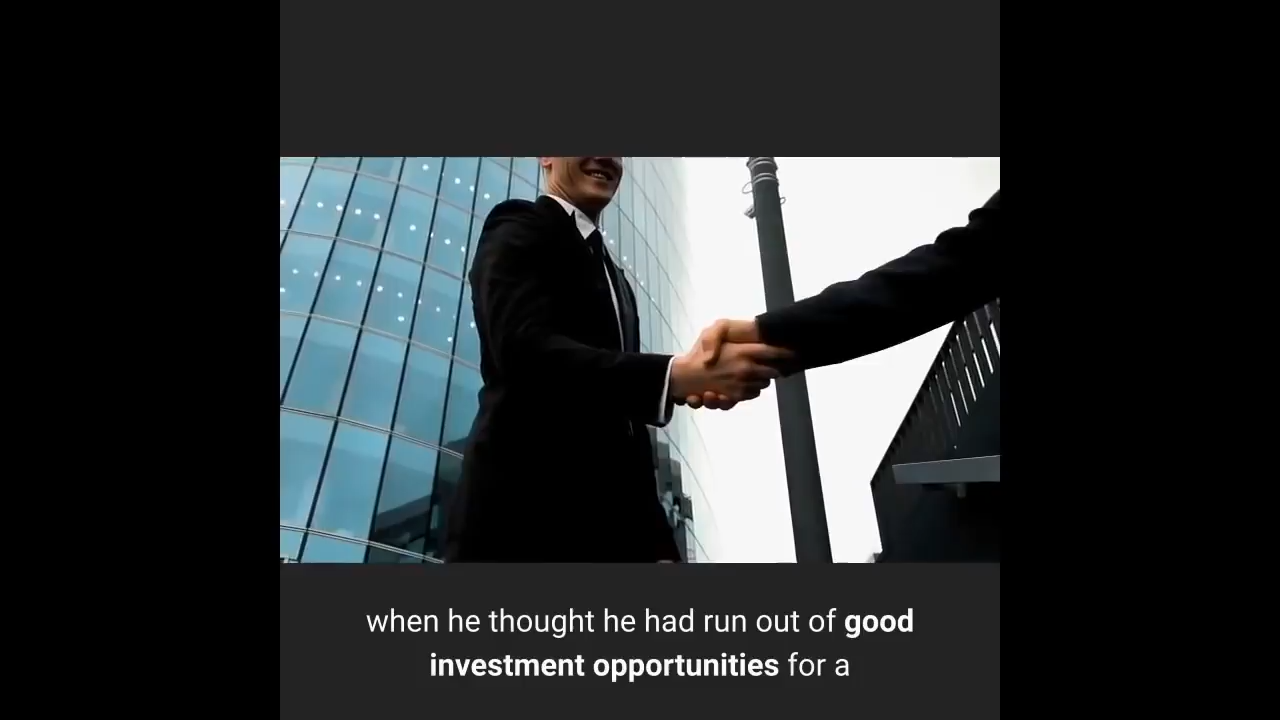 when he thought he had run out of good
investment opportunities for a